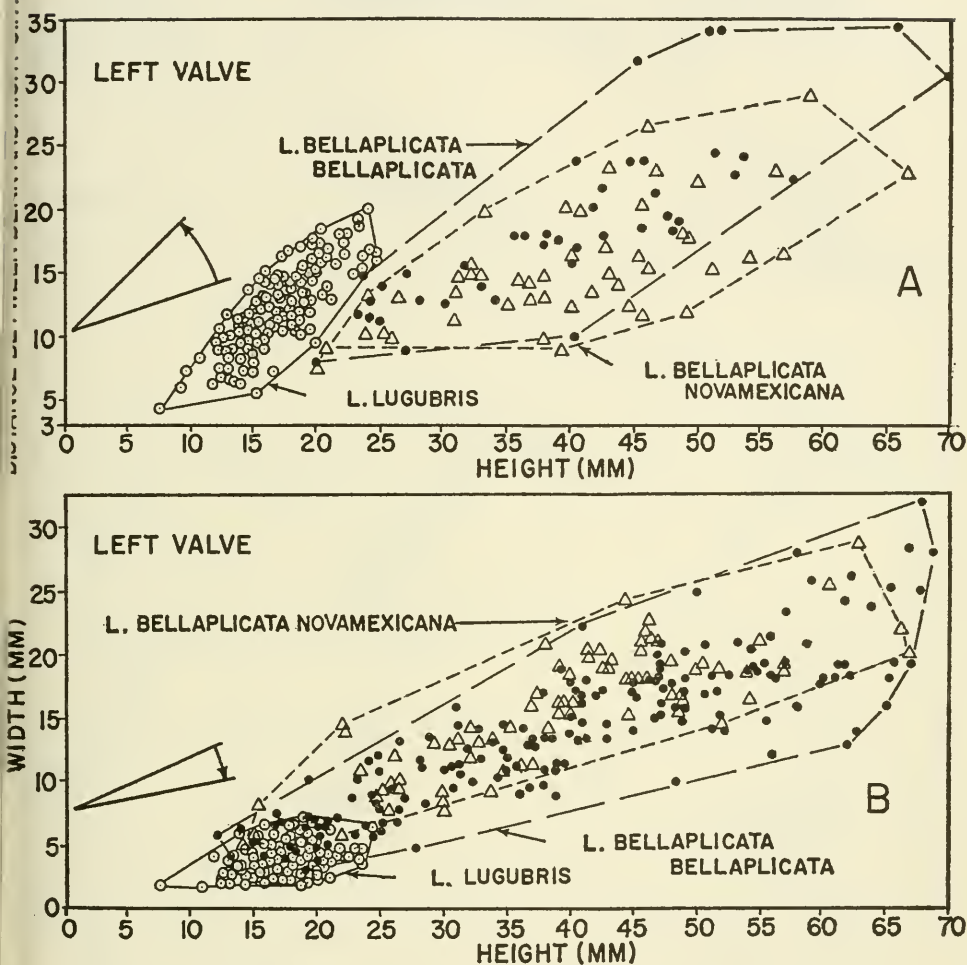 35
30
25
20
15
10
5
3
LEFT VALVE
L. BELLAPLICATA
BELLAPLICATA
A
L. LUGUBRIS
L. BELLAPLICATA
NOVAMEXICANA
0 5 10 15 20 25 30 35 40 45 50 55 60 65 70
HEIGHT (MM)
WIDTH (MM)
30
25
20
15
10
5
0
LEFT VALVE
L. BELLAPLICATA NOVAMEXICANA
B
L. BELLAPLICATA
BELLAPLICATA
L. LUGUBRIS
0 5 10 15 20 25 30 35 40 45 50 55 60 65 70
HEIGHT (MM)